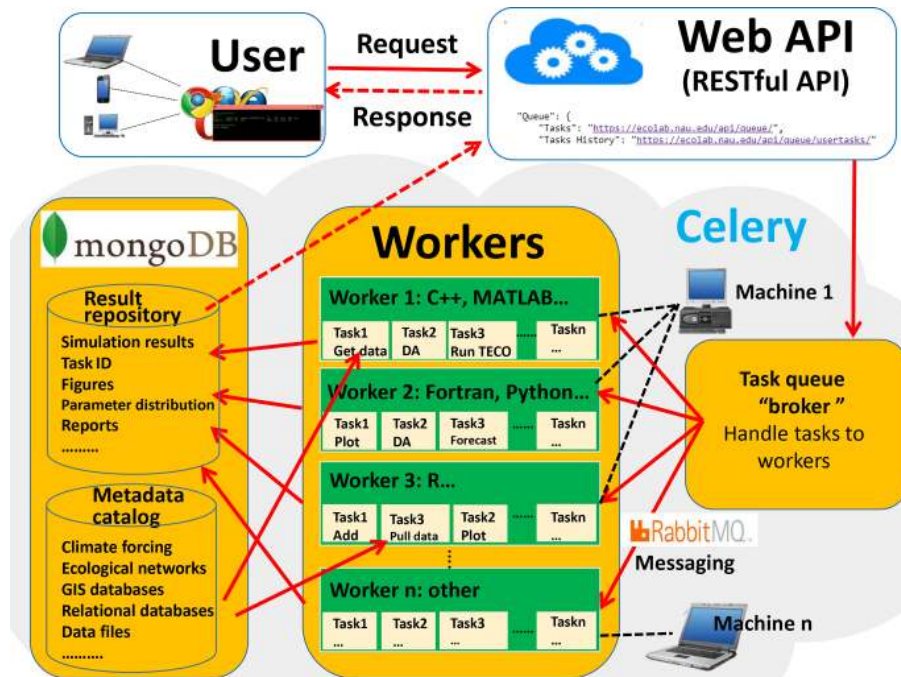 User
Request
Response
Web API
(RESTful API)
"Queue": {
"Tasks": "https://ecolab.nau.edu/api/queue/",
"Tasks History": "https://ecolab.nau.edu/api/queue/usertasks/"
mongoDB
Result
repository
Simulation results
Task ID
Figures
Parameter distribution
Reports
.........
Metadata
catalog
Climate forcing
Ecological networks
GIS databases
Relational databases
Data files
..........
Workers
Worker 1: C++, MATLAB...
Task1 Task2 Task3 ...... Taskn
Get data DA Run TECO ...
Worker 2: Fortran, Python...
Task1 Task2 Task3 ...... Taskn
Plot DA Forecast ...
Worker 3: R...
Task1 Task3 Task2 ...... Taskn
Add Pull data Plot ...
Worker n: other
Task1 Task2 Task3 ...... Taskn
... ... ... ...
Celery
Machine 1
Task queue
"broker "
Handle tasks to
workers
RabbitMQ
Messaging
Machine n